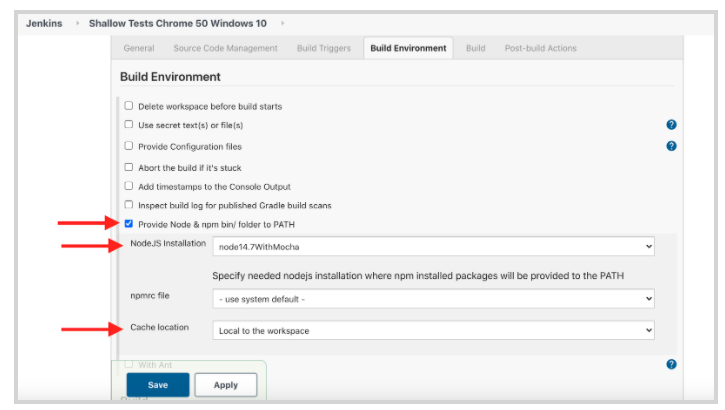 Jenkins › Shallow Tests Chrome 50 Windows 10 ›
General Source Code Management Build Triggers Build Environment Build Post-build Actions
Build Environment
Delete workspace before build starts
Use secret text(s) or file(s) ?
Provide Configuration files ?
Abort the build if it's stuck
Add timestamps to the Console Output
Inspect build log for published Gradle build scans
Provide Node & npm bin/ folder to PATH
NodeJS Installation node14.7WithMocha
Specify needed nodejs installation where npm installed packages will be provided to the PATH
npmrc file - use system default -
Cache location Local to the workspace
With Ant ?
Save Apply